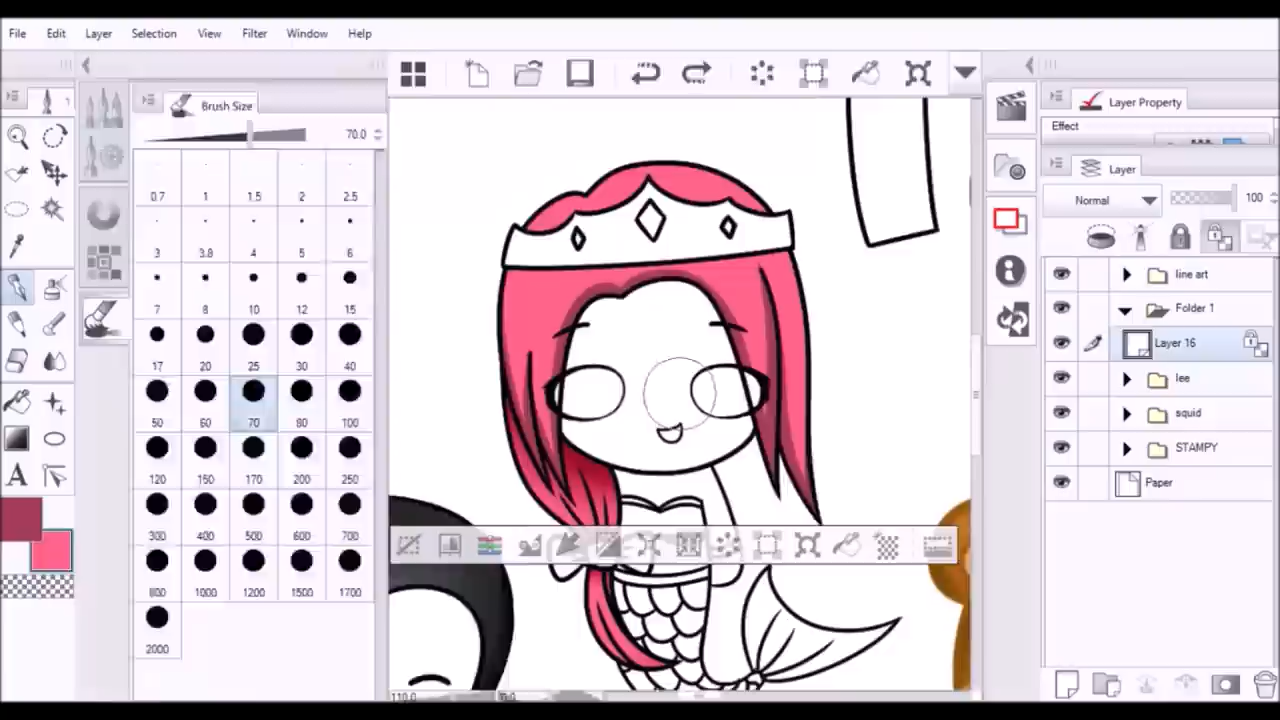 File Edit Layer Selection View Filter Window Help
Brush Size
70.0
0.7 1 1.5 2 2.5
3 3.8 4 5 6
7 8 10 12 15
17 20 25 30 40
50 60 70 80 100
120 150 170 200 250
300 400 500 600 700
800 1000 1200 1500 1700
2000
Layer Property
Effect
Layer
Normal 100
line art
Folder 1
Layer 16
lee
squid
STAMPY
Paper
110.0